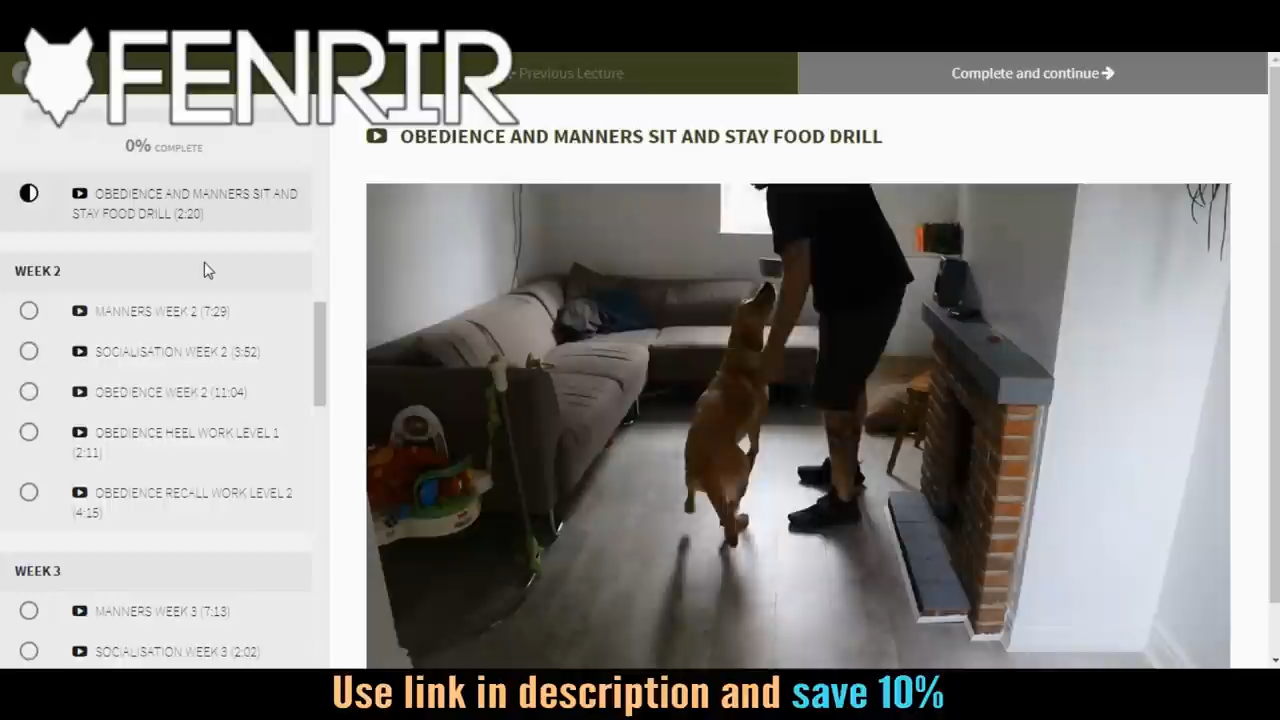 FENRIR
Previous Lecture
Complete and continue
0% COMPLETE
OBEDIENCE AND MANNERS SIT AND STAY FOOD DRILL
OBEDIENCE AND MANNERS SIT AND
STAY FOOD DRILL (2:20)
WEEK 2
MANNERS WEEK 2 (7:29)
SOCIALISATION WEEK 2 (3:52)
OBEDIENCE WEEK 2 (11:04)
OBEDIENCE HEEL WORK LEVEL 1
(2:11)
OBEDIENCE RECALL WORK LEVEL 2
(4:15)
WEEK 3
MANNERS WEEK 3 (7:13)
SOCIALISATION WEEK 3 (2:02)
Use link in description and save 10%